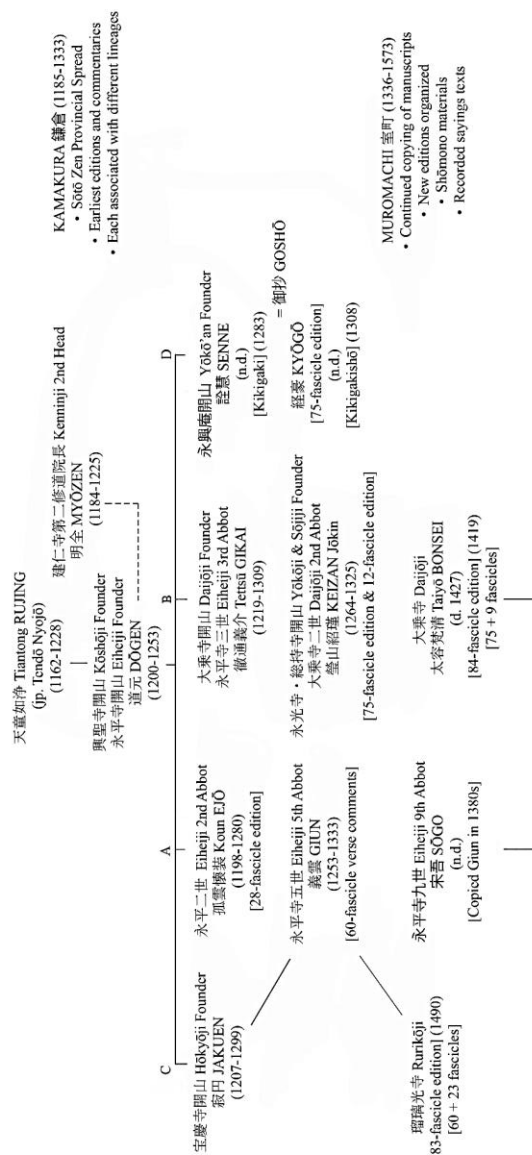 天童如浄 Tiantong RUJING
(jp. Tendō Nyojō)
(1162-1228)
建仁寺第二修道院長 Kenninji 2nd Head
明全 MYŌZEN
(1184-1225)
興聖寺開山 Kōshōji Founder
永平寺開山 Eiheiji Founder
道元 DŌGEN
(1200-1253)
KAMAKURA 鎌倉 (1185-1333)
• Sōtō Zen Provincial Spread
• Earliest editions and commentaries
• Each associated with different lineages
C
A
B
D
宝慶寺開山 Hōkyōji Founder
寂円 JAKUEN
(1207-1299)
永平二世 Eiheiji 2nd Abbot
孤雲懐装 Koun EJŌ
(1198-1280)
[28-fascicle edition]
大乗寺開山 Daijōji Founder
永平寺三世 Eiheiji 3rd Abbot
徹通義介 Tettsū GIKAI
(1219-1309)
永興庵開山 Yōkō'an Founder
詮慧 SENNE
(n.d.)
[Kikigaki] (1283)
= 御抄 GOSHŌ
永平寺五世 Eiheiji 5th Abbot
義雲 GIUN
(1253-1333)
[60-fascicle verse comments]
永光寺・総持寺開山 Yōkōji & Sōjiji Founder
大乗寺二世 Daijōji 2nd Abbot
瑩山紹瑾 KEIZAN Jōkin
(1264-1325)
[75-fascicle edition & 12-fascicle edition]
経豪 KYŌGŌ
[75-fascicle edition]
(n.d.)
[Kikigakishō] (1308)
瑠璃光寺 Rurikōji
83-fascicle edition] (1490)
[60 + 23 fascicles]
永平寺九世 Eiheiji 9th Abbot
宋吾 SŌGO
(n.d.)
[Copied Giun in 1380s]
大乗寺 Daijōji
太容梵清 Taiyō BONSEI
(d. 1427)
[84-fascicle edition] (1419)
[75 + 9 fascicles]
MUROMACHI 室町 (1336-1573)
• Continued copying of manuscripts
• New editions organized
• Shōmono materials
• Recorded sayings texts